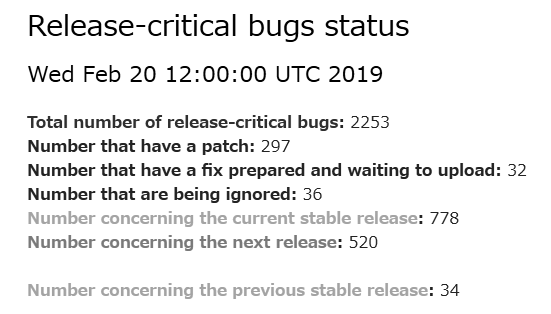 Release-critical bugs status
Wed Feb 20 12:00:00 UTC 2019
Total number of release-critical bugs: 2253
Number that have a patch: 297
Number that have a fix prepared and waiting to upload: 32
Number that are being ignored: 36
Number concerning the current stable release: 778
Number concerning the next release: 520
Number concerning the previous stable release: 34